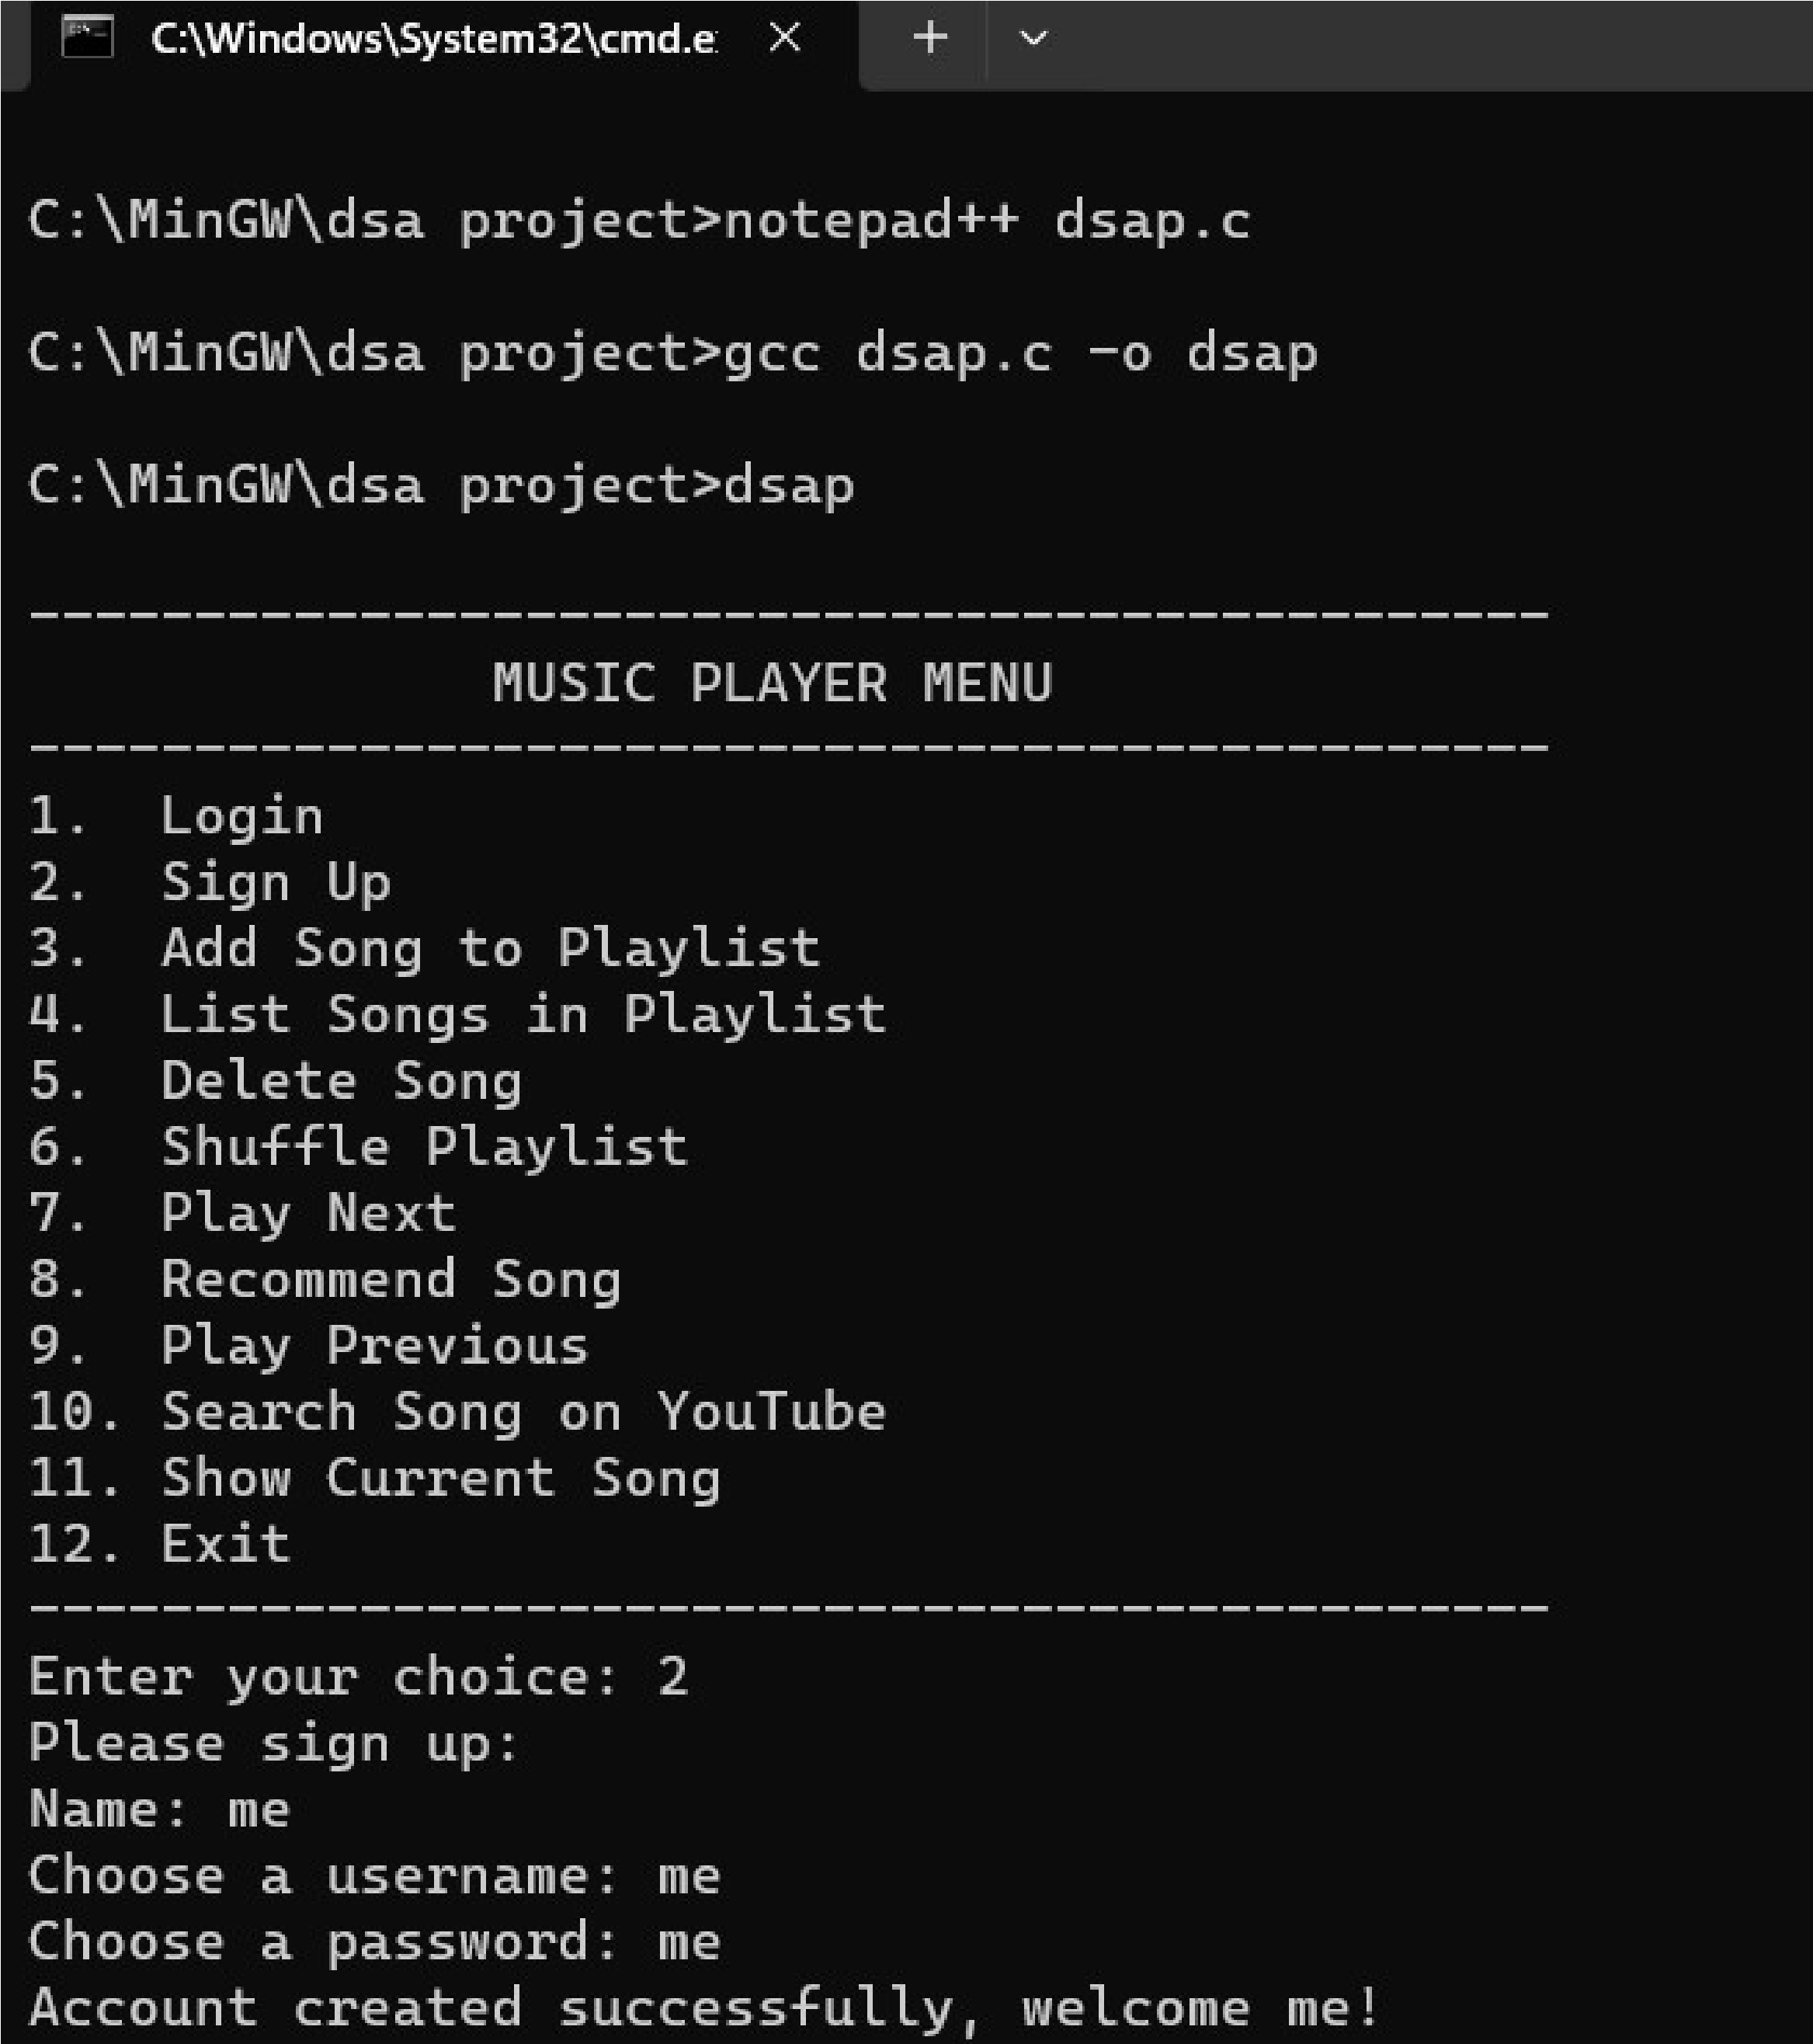 C:\Windows\System32\cmd.e
C:\MinGW\dsa project>notepad++ dsap.c
C:\MinGW\dsa project>gcc dsap.c -o dsap
C:\MinGW\dsa project>dsap
----------------------------------------------
MUSIC PLAYER MENU
----------------------------------------------
1.  Login
2.  Sign Up
3.  Add Song to Playlist
4.  List Songs in Playlist
5.  Delete Song
6.  Shuffle Playlist
7.  Play Next
8.  Recommend Song
9.  Play Previous
10. Search Song on YouTube
11. Show Current Song
12. Exit
----------------------------------------------
Enter your choice: 2
Please sign up:
Name: me
Choose a username: me
Choose a password: me
Account created successfully, welcome me!